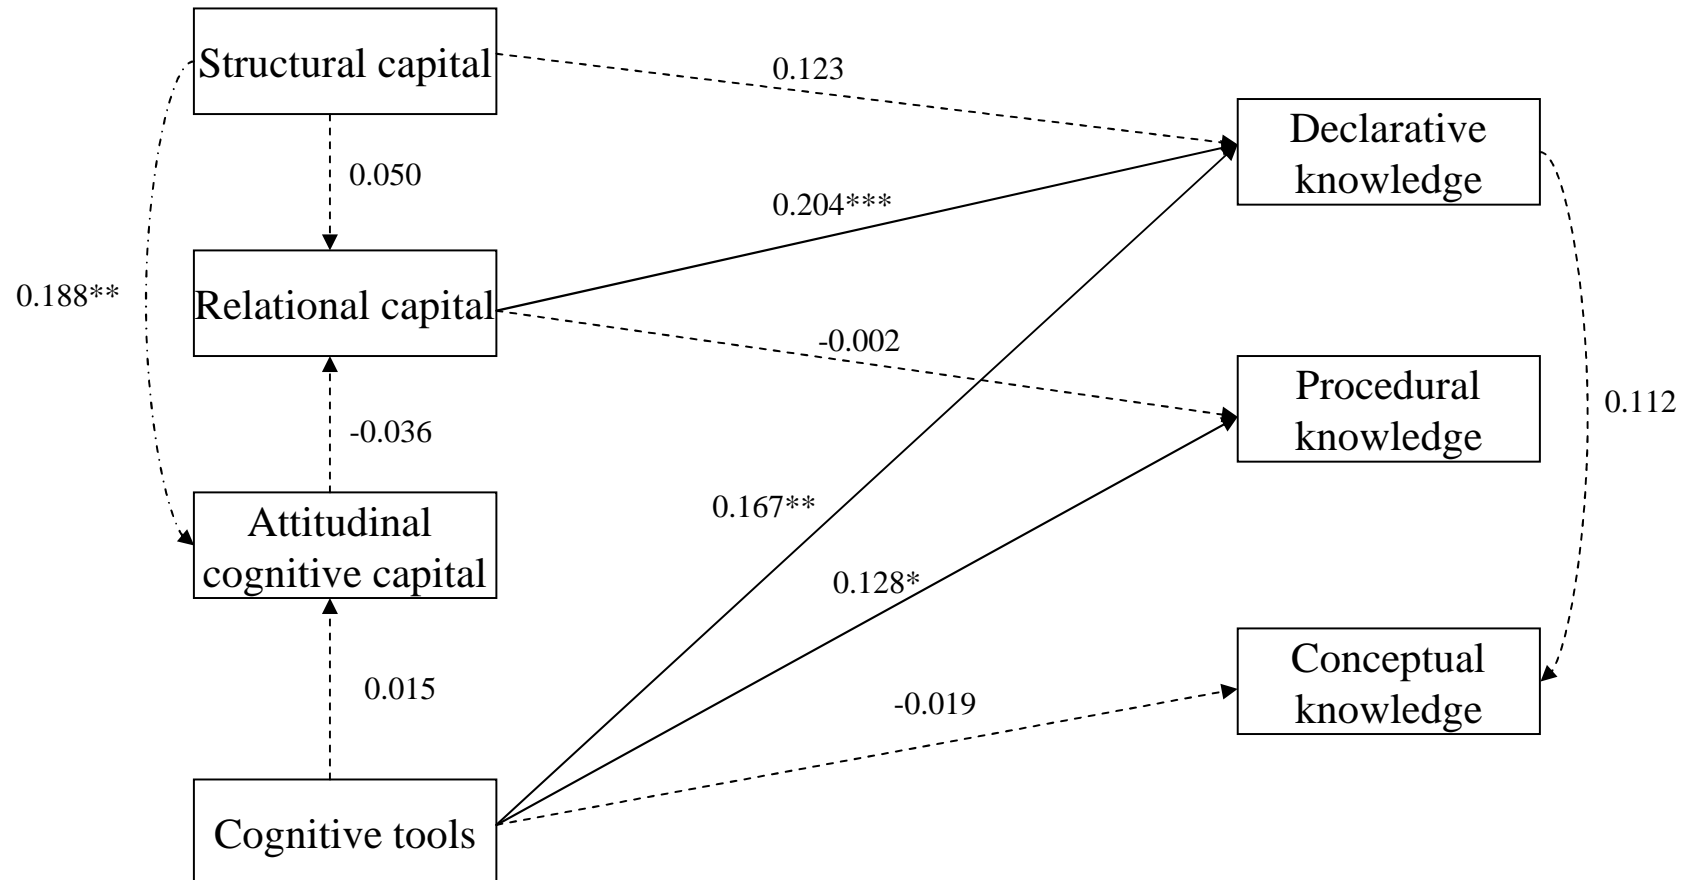 Structural capital
0.123
Declarative
knowledge
0.050
0.204***
0.188**
Relational capital
-0.002
Procedural
knowledge
0.112
-0.036
0.167**
Attitudinal
cognitive capital
0.128*
Conceptual
knowledge
0.015
-0.019
Cognitive tools